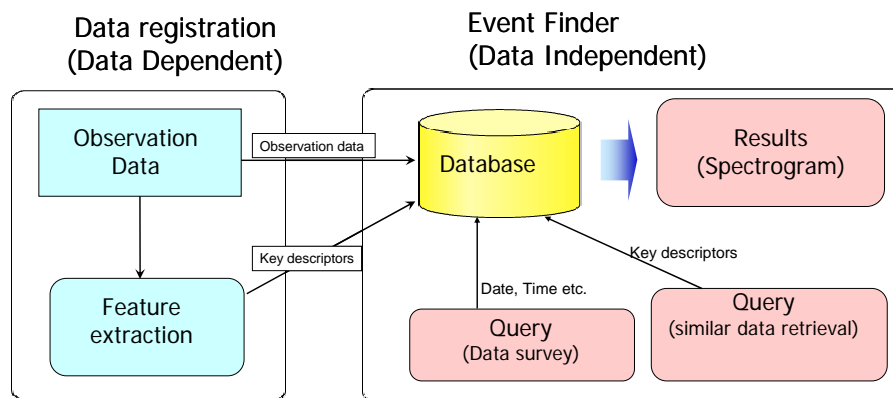 Data registration
(Data Dependent)
Event Finder
(Data Independent)
Observation
Data
Observation data
Database
Results
(Spectrogram)
Key descriptors
Key descriptors
Feature
extraction
Date, Time etc.
Query
(Data survey)
Query
(similar data retrieval)